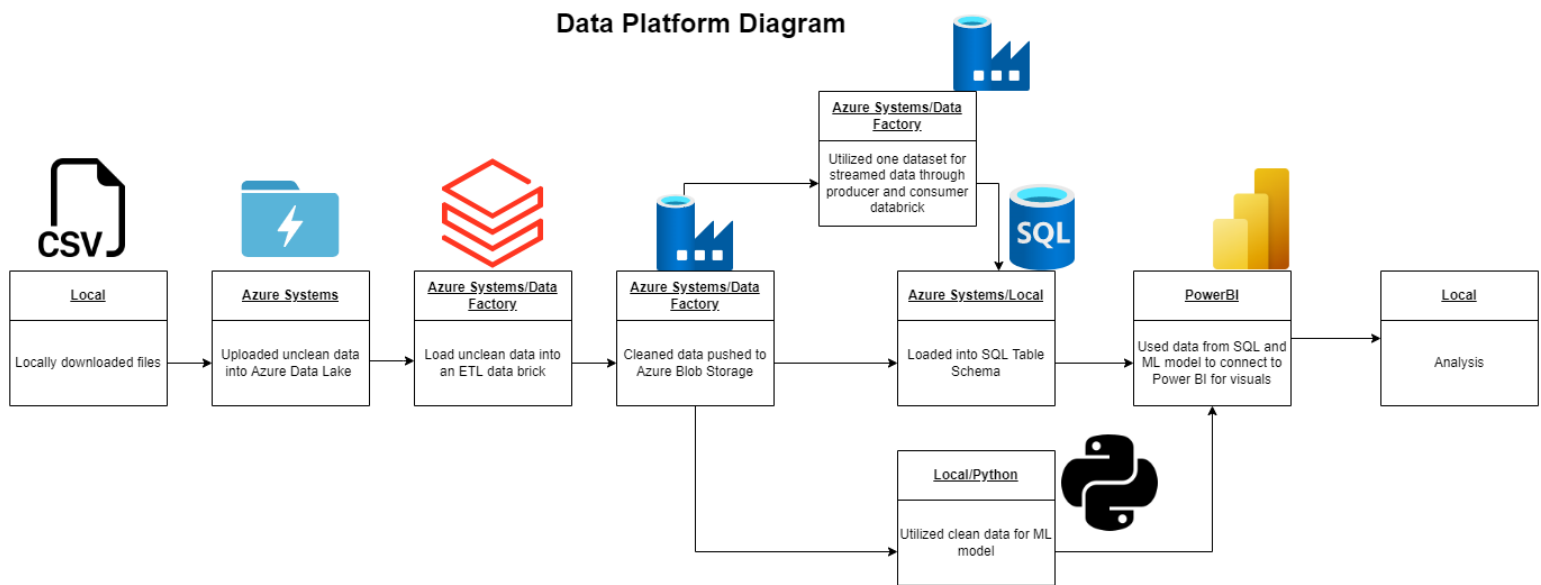 Data Platform Diagram
Azure Systems/Data
Factory
Utilized one dataset for
streamed data through
producer and consumer
databrick
CSV
SQL
Local
Locally downloaded files
Azure Systems
Uploaded unclean data
into Azure Data Lake
Azure Systems/Data
Factory
Load unclean data into
an ETL data brick
Azure Systems/Data
Factory
Cleaned data pushed to
Azure Blob Storage
Azure Systems/Local
Loaded into SQL Table
Schema
PowerBI
Used data from SQL and
ML model to connect to
Power BI for visuals
Local
Analysis
Local/Python
Utilized clean data for ML
model